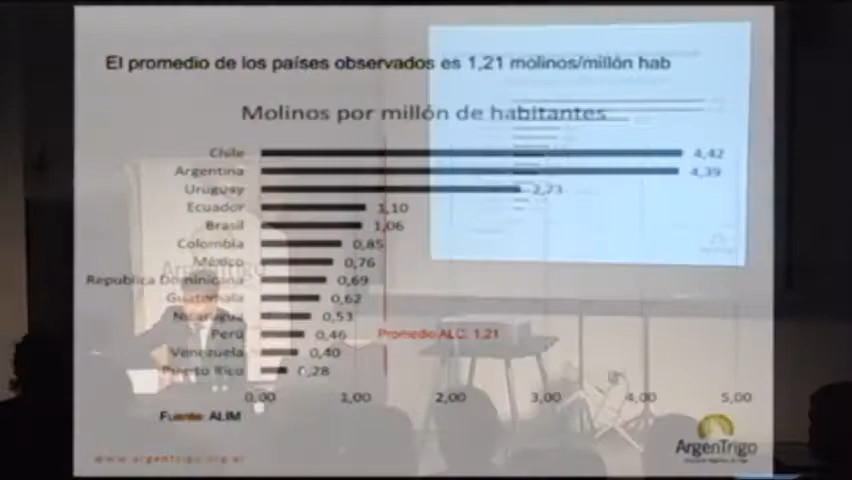 El promedio de los países observados es 1,21 molinos/millón hab
Molinos por millón de habitantes
Chile 4,42
Argentina 4,39
Uruguay 2,73
Ecuador 1,10
Brasil 1,06
Colombia 0,85
México 0,76
Republica Dominicana 0,69
Guatemala 0,62
Nicaragua 0,53
Perú 0,46
Promedio ALC: 1,21
Venezuela 0,40
Puerto Rico 0,28
0,00 1,00 2,00 3,00 4,00 5,00
Fuente: ALIM
ArgenTrigo
www.argentrigo.org.ar